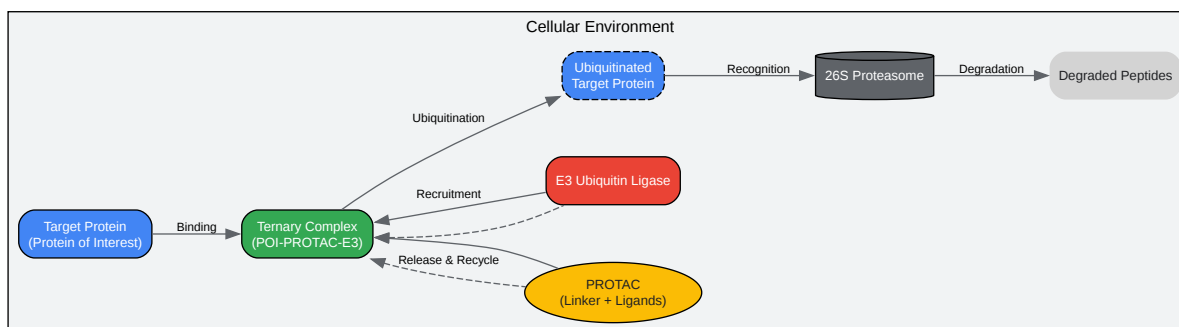 Cellular Environment
Ubiquitinated
Target Protein
Recognition
26S Proteasome
Degradation
Degraded Peptides
Ubiquitination
E3 Ubiquitin Ligase
Recruitment
Target Protein
(Protein of Interest)
Binding
Ternary Complex
(POI-PROTAC-E3)
Release & Recycle
PROTAC
(Linker + Ligands)